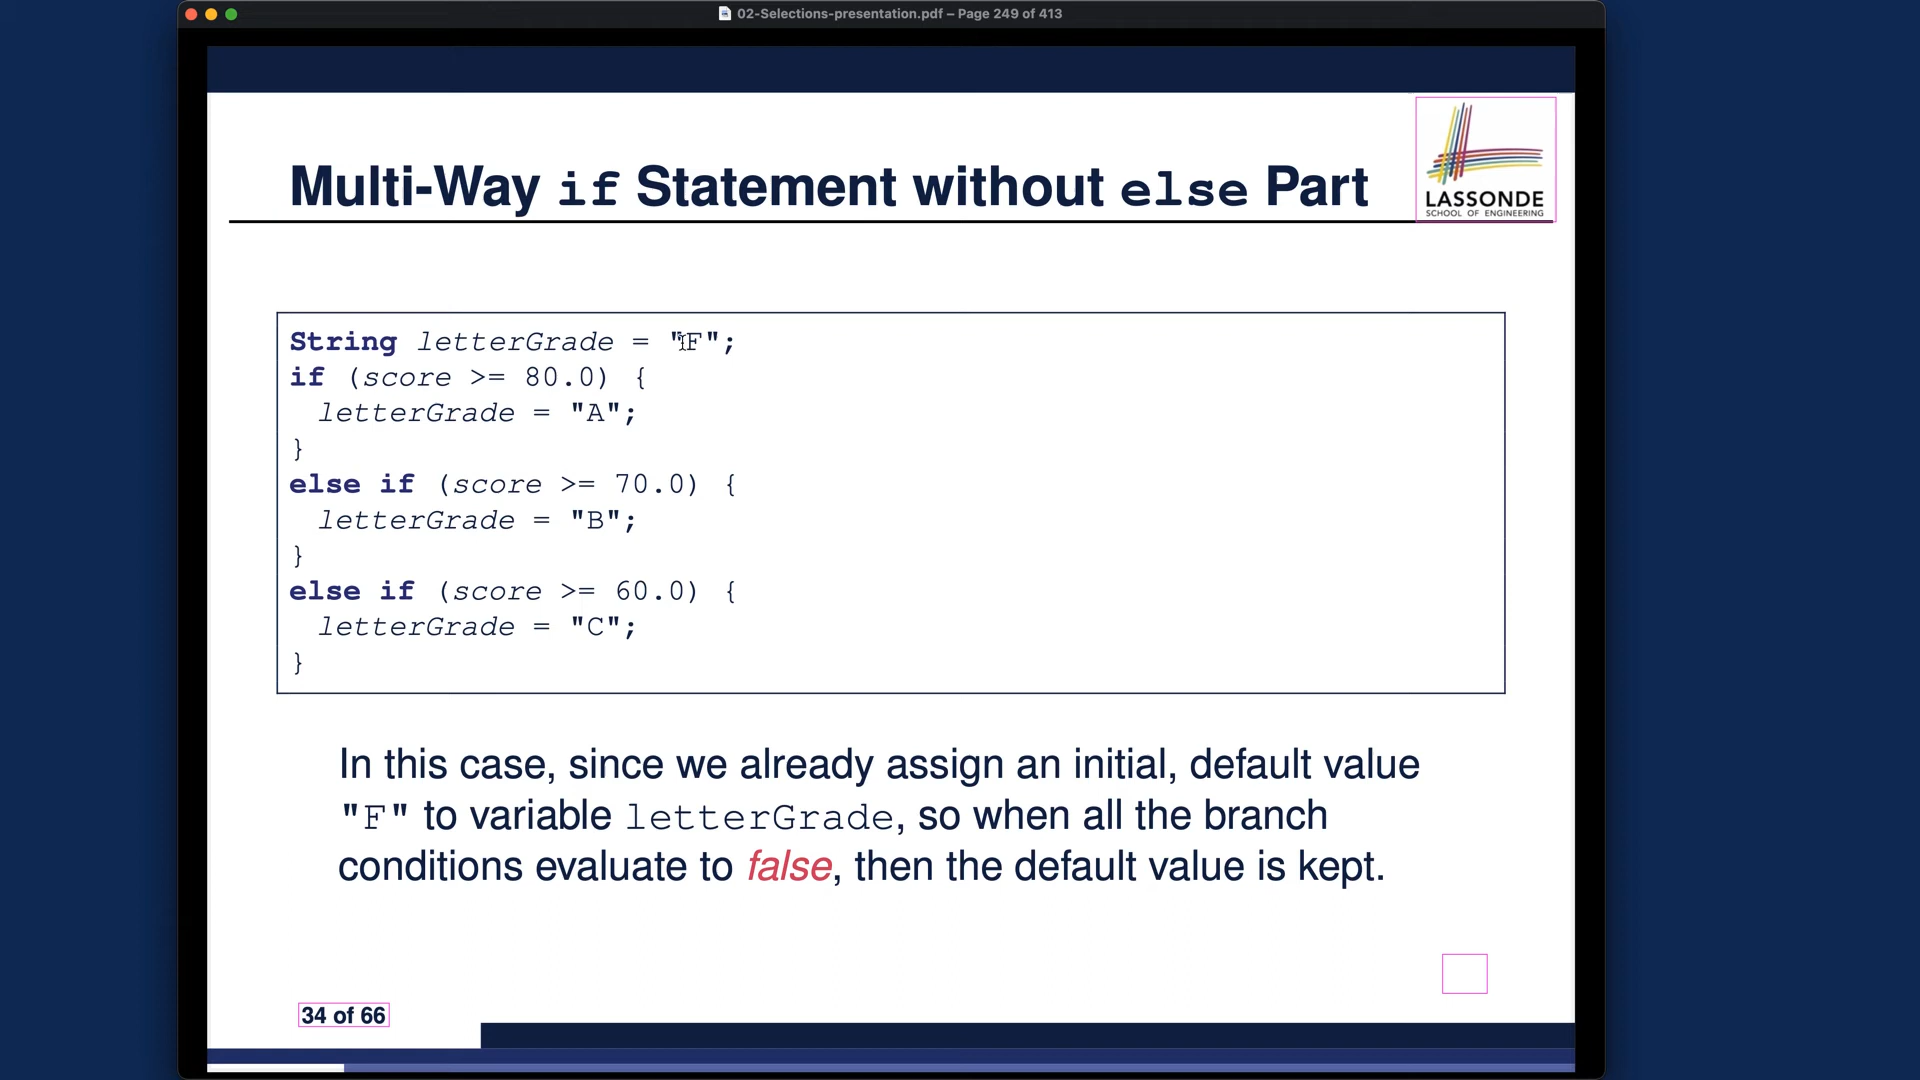 02-Selections-presentation.pdf – Page 249 of 413
Multi-Way if Statement without else Part
LASSONDE
SCHOOL OF ENGINEERING
String letterGrade = "F";
if (score >= 80.0) {
letterGrade = "A";
}
else if (score >= 70.0) {
letterGrade = "B";
}
else if (score >= 60.0) {
letterGrade = "C";
}
In this case, since we already assign an initial, default value
"F" to variable letterGrade, so when all the branch
conditions evaluate to false, then the default value is kept.
34 of 66